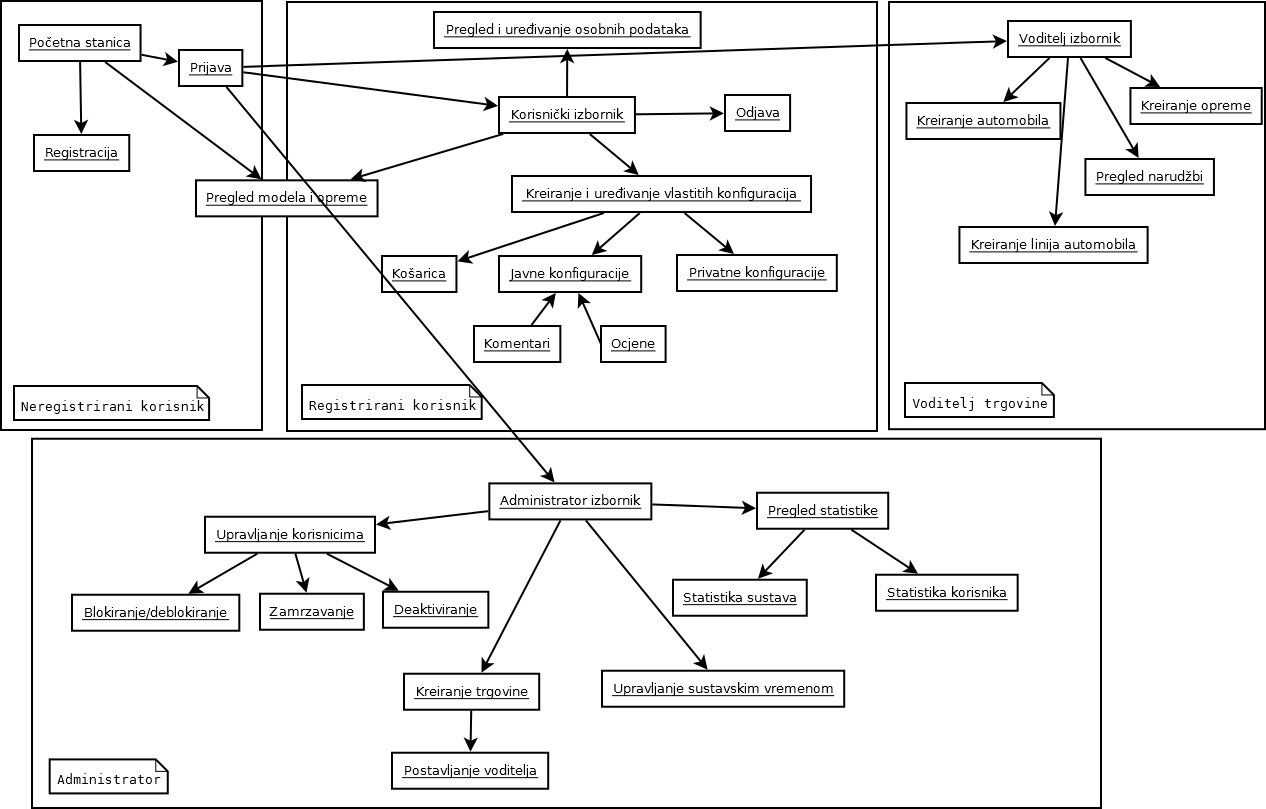 Početna stanica
Prijava
Registracija
Neregistrirani korisnik
Pregled modela i opreme
Pregled i uređivanje osobnih podataka
Korisnički izbornik
Odjava
Kreiranje i uređivanje vlastitih konfiguracija
Košarica
Javne konfiguracije
Privatne konfiguracije
Komentari
Ocjene
Registrirani korisnik
Voditelj izbornik
Kreiranje automobila
Kreiranje opreme
Pregled narudžbi
Kreiranje linija automobila
Voditelj trgovine
Administrator izbornik
Upravljanje korisnicima
Pregled statistike
Blokiranje/deblokiranje
Zamrzavanje
Deaktiviranje
Statistika sustava
Statistika korisnika
Kreiranje trgovine
Upravljanje sustavskim vremenom
Postavljanje voditelja
Administrator